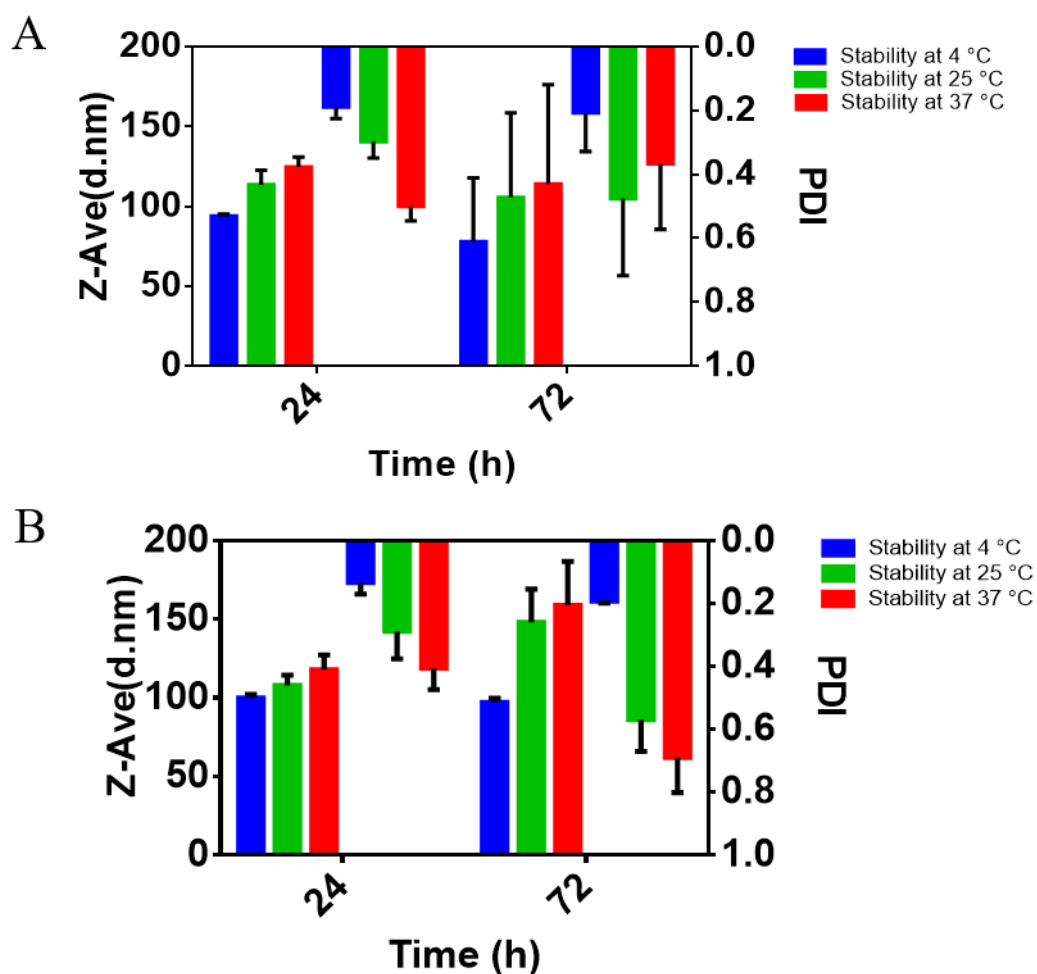 A
200
150
100
50
0
Z-Ave(d.nm)
0.0
0.2
0.4
0.6
0.8
1.0
PDI
Stability at 4 °C
Stability at 25 °C
Stability at 37 °C
24
72
Time (h)
B
200
150
100
50
0
Z-Ave(d.nm)
0.0
0.2
0.4
0.6
0.8
1.0
PDI
Stability at 4 °C
Stability at 25 °C
Stability at 37 °C
24
72
Time (h)